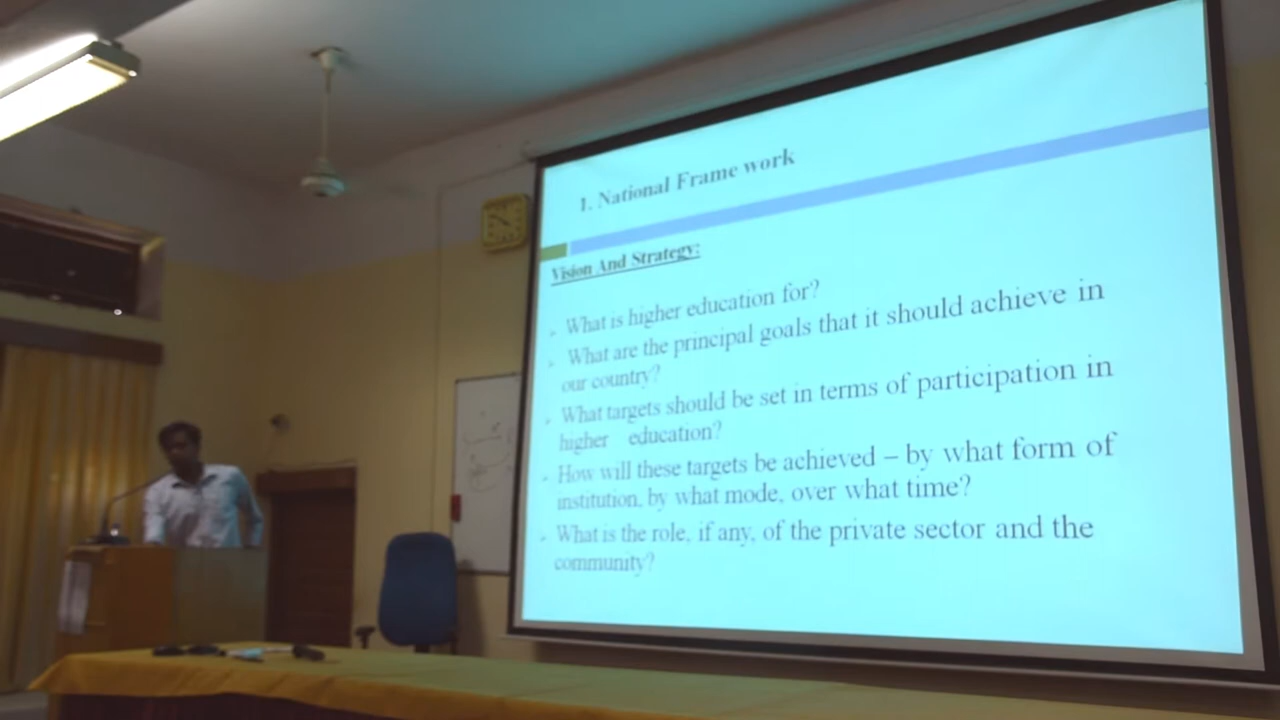 1. National Frame work
Vision And Strategy:
What is higher education for?
What are the principal goals that it should achieve in
our country?
What targets should be set in terms of participation in
higher education?
How will these targets be achieved – by what form of
institution, by what mode, over what time?
What is the role, if any, of the private sector and the
community?